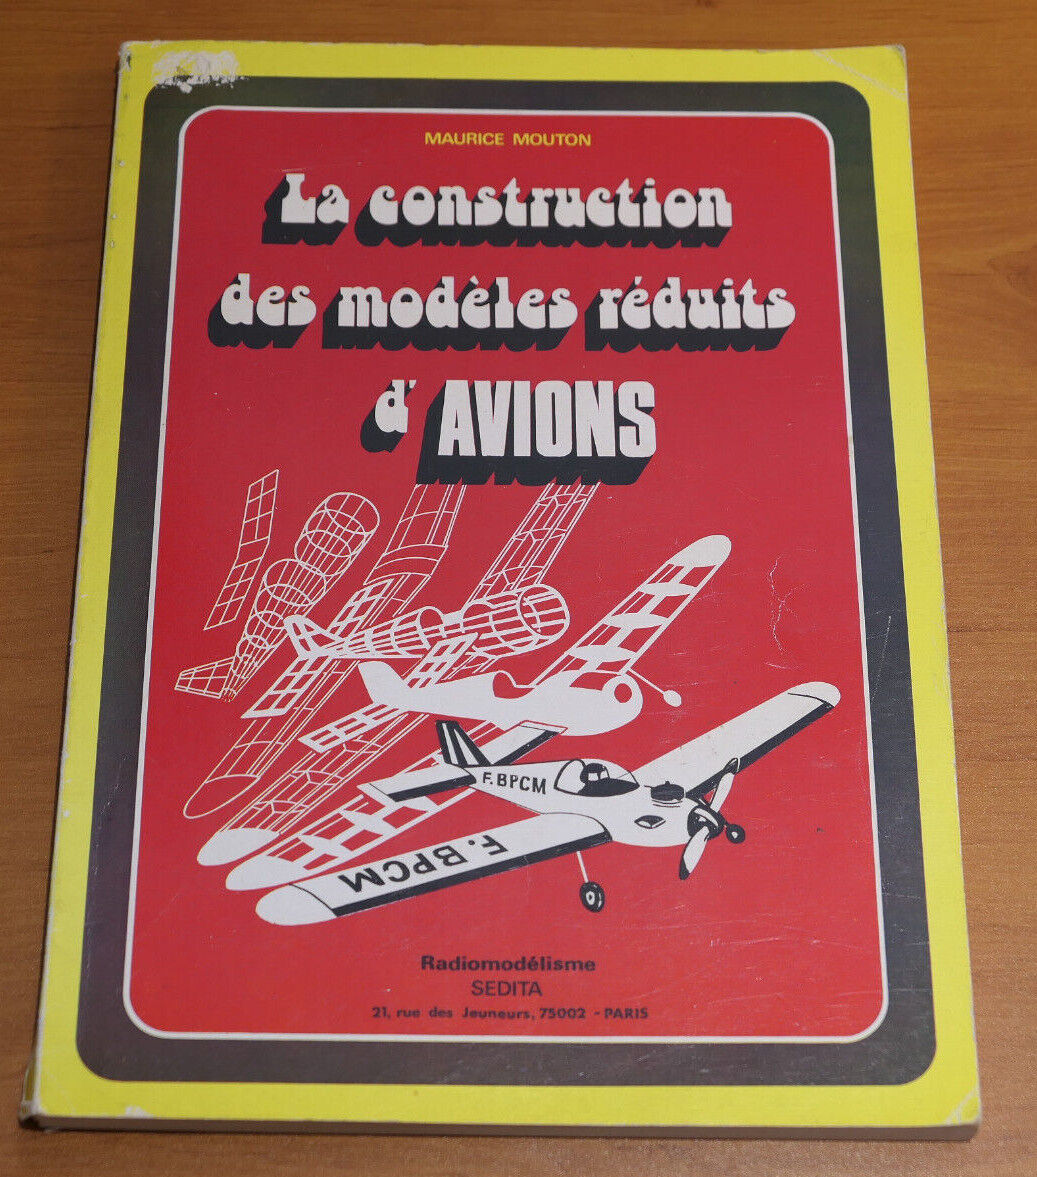 MAURICE MOUTON
La construction
des modèles réduits
d'AVIONS
F.BPCM
F.BPCM
Radiomodélisme
SEDITA
21, rue des Jeuneurs, 75002 - PARIS